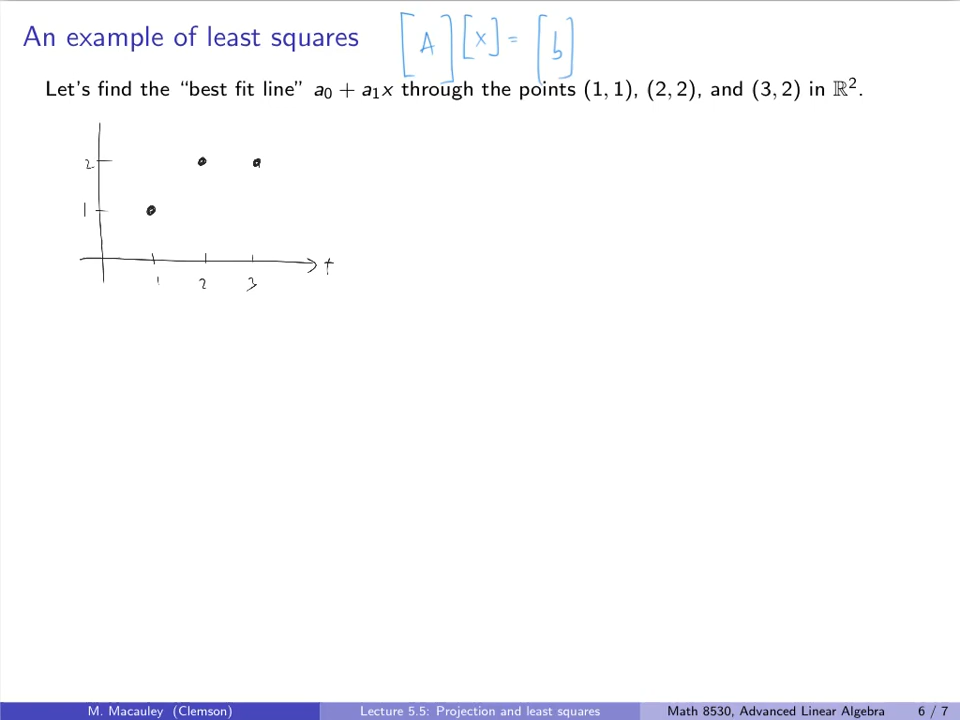 An example of least squares
[A] [x] = [b]
Let's find the “best fit line” a₀ + a₁x through the points (1, 1), (2, 2), and (3, 2) in ℝ².
2
1
t
1 2 3
M. Macauley (Clemson) Lecture 5.5: Projection and least squares Math 8530, Advanced Linear Algebra 6 / 7